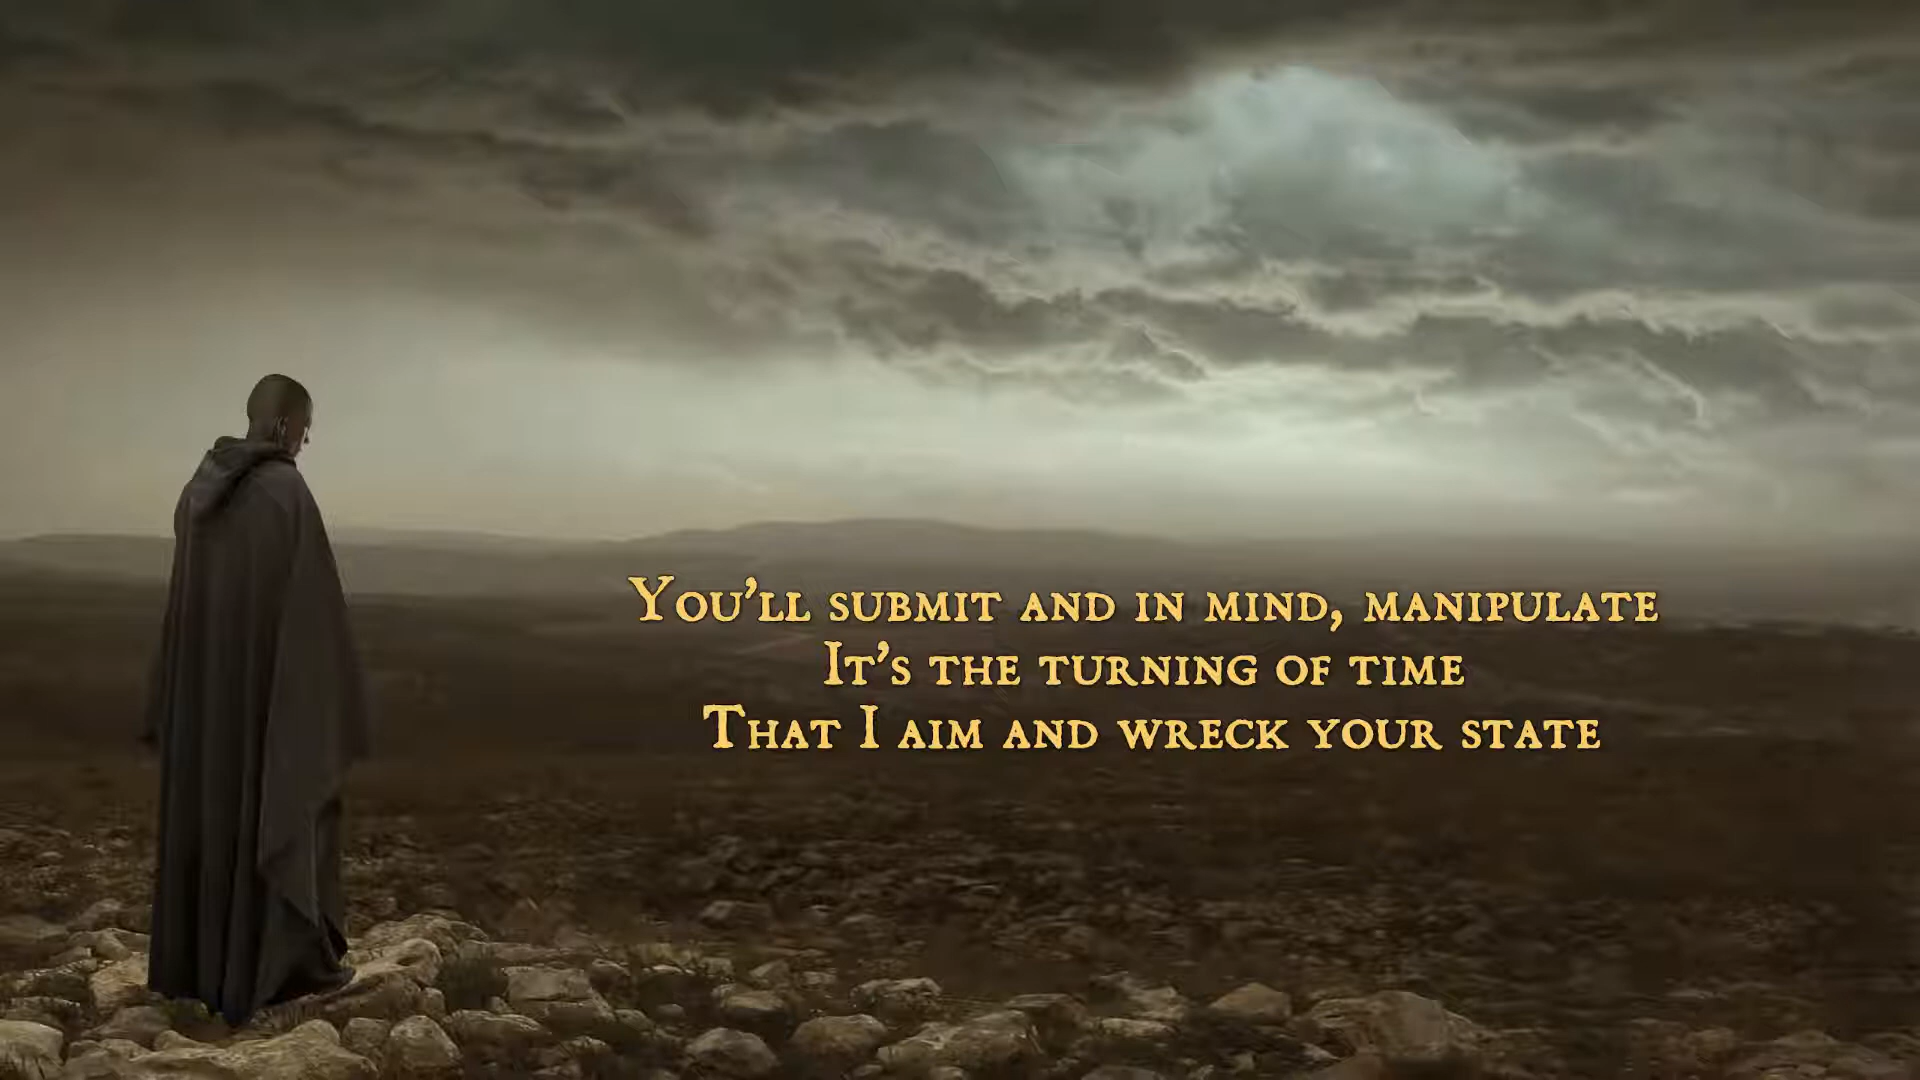 You'll submit and in mind, manipulate
It's the turning of time
That I aim and wreck your state